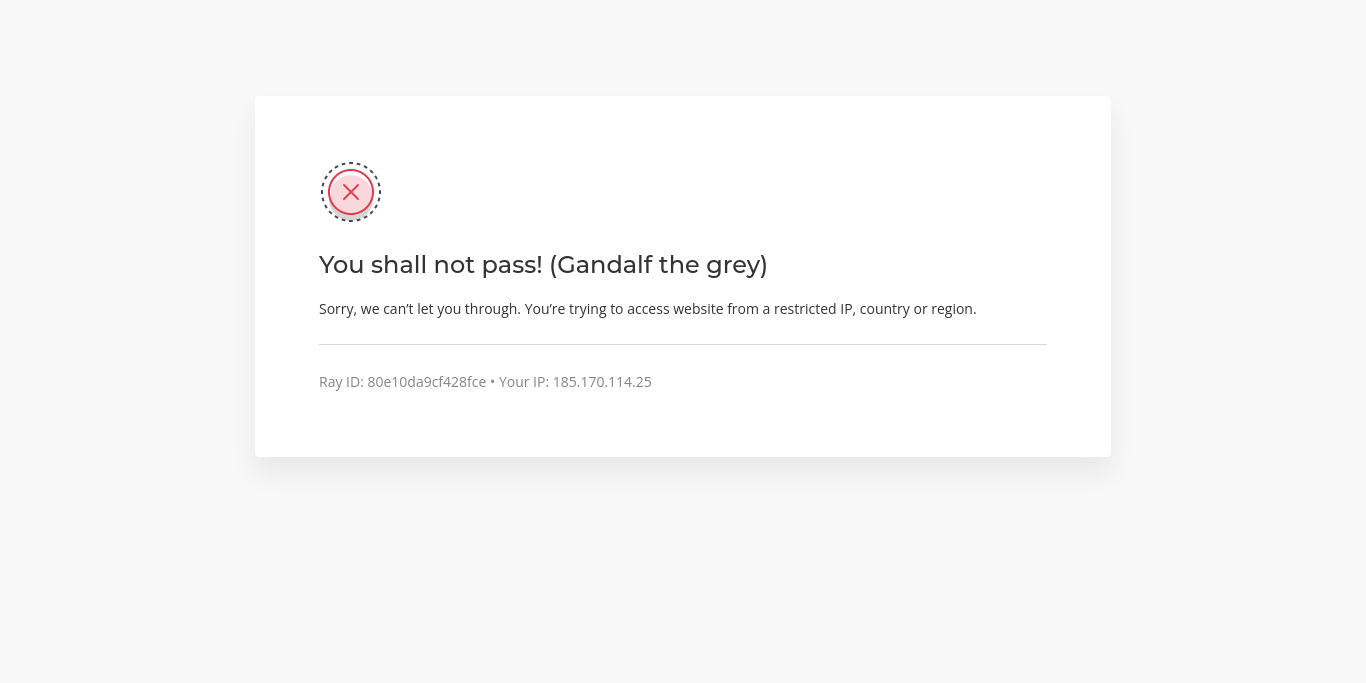 You shall not pass! (Gandalf the grey)
Sorry, we can’t let you through. You’re trying to access website from a restricted IP, country or region.
Ray ID: 80e10da9cf428fce • Your IP: 185.170.114.25